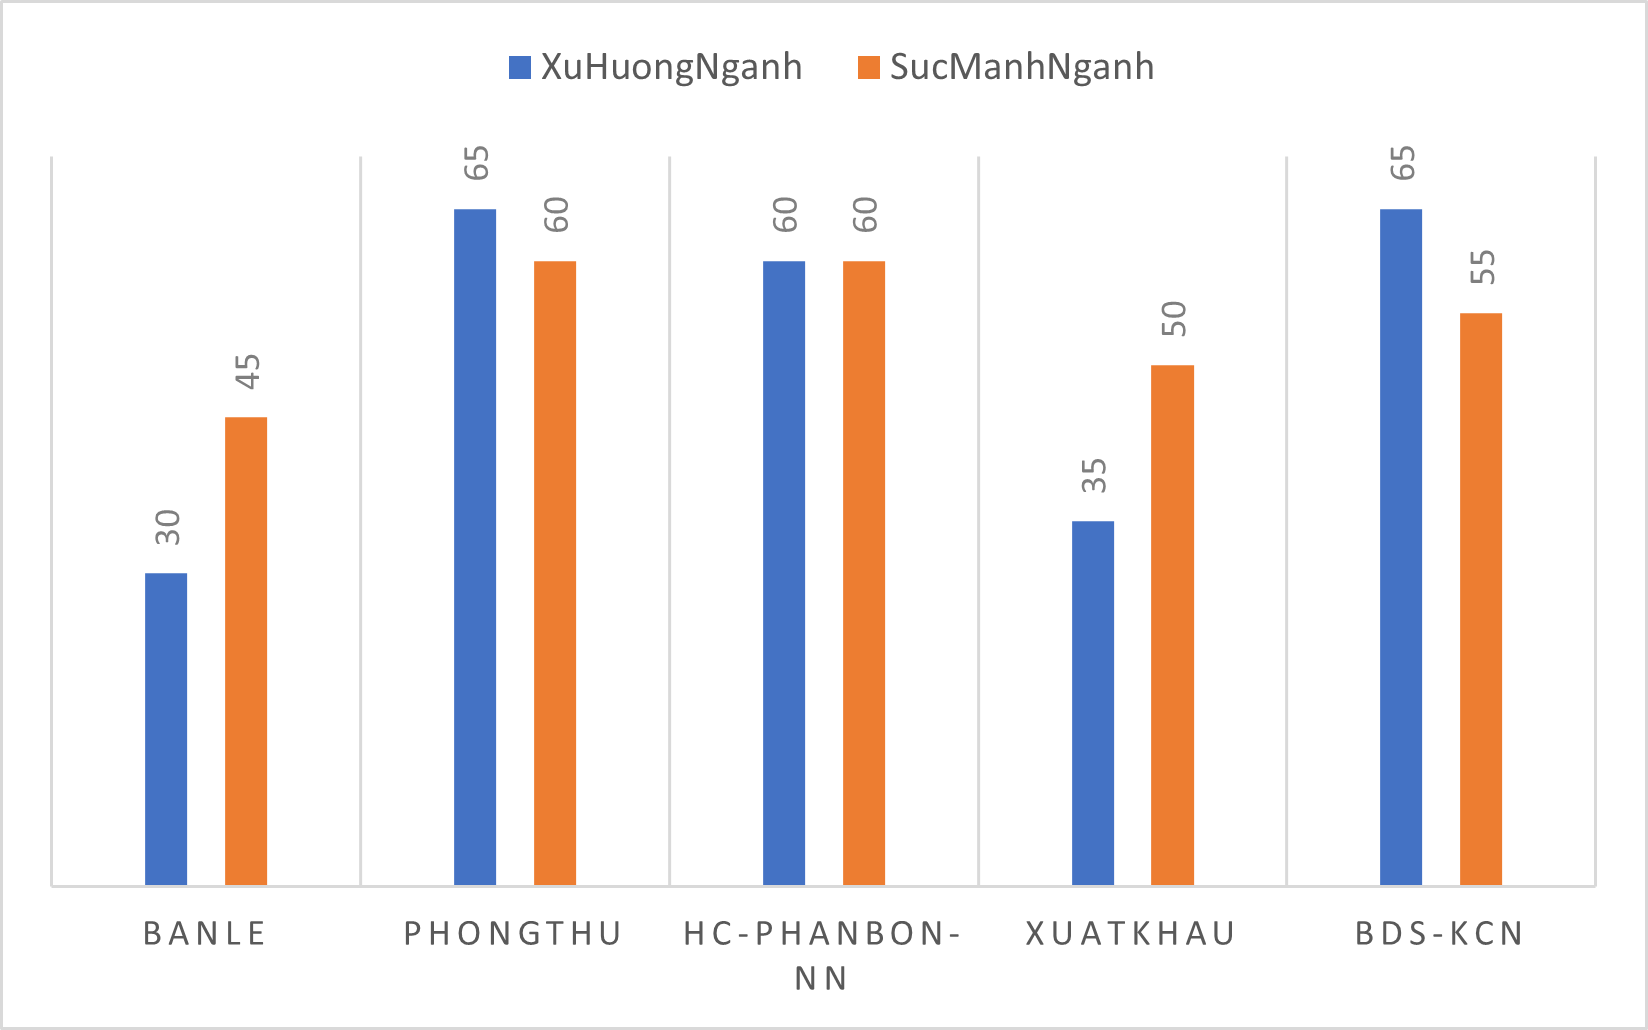 XuHuongNganh SucManhNganh
30 45 65 60 60 60 35 50 65 55
BANLE PHONGTHU HC-PHANBON- XUATKHAU BDS-KCN
NN